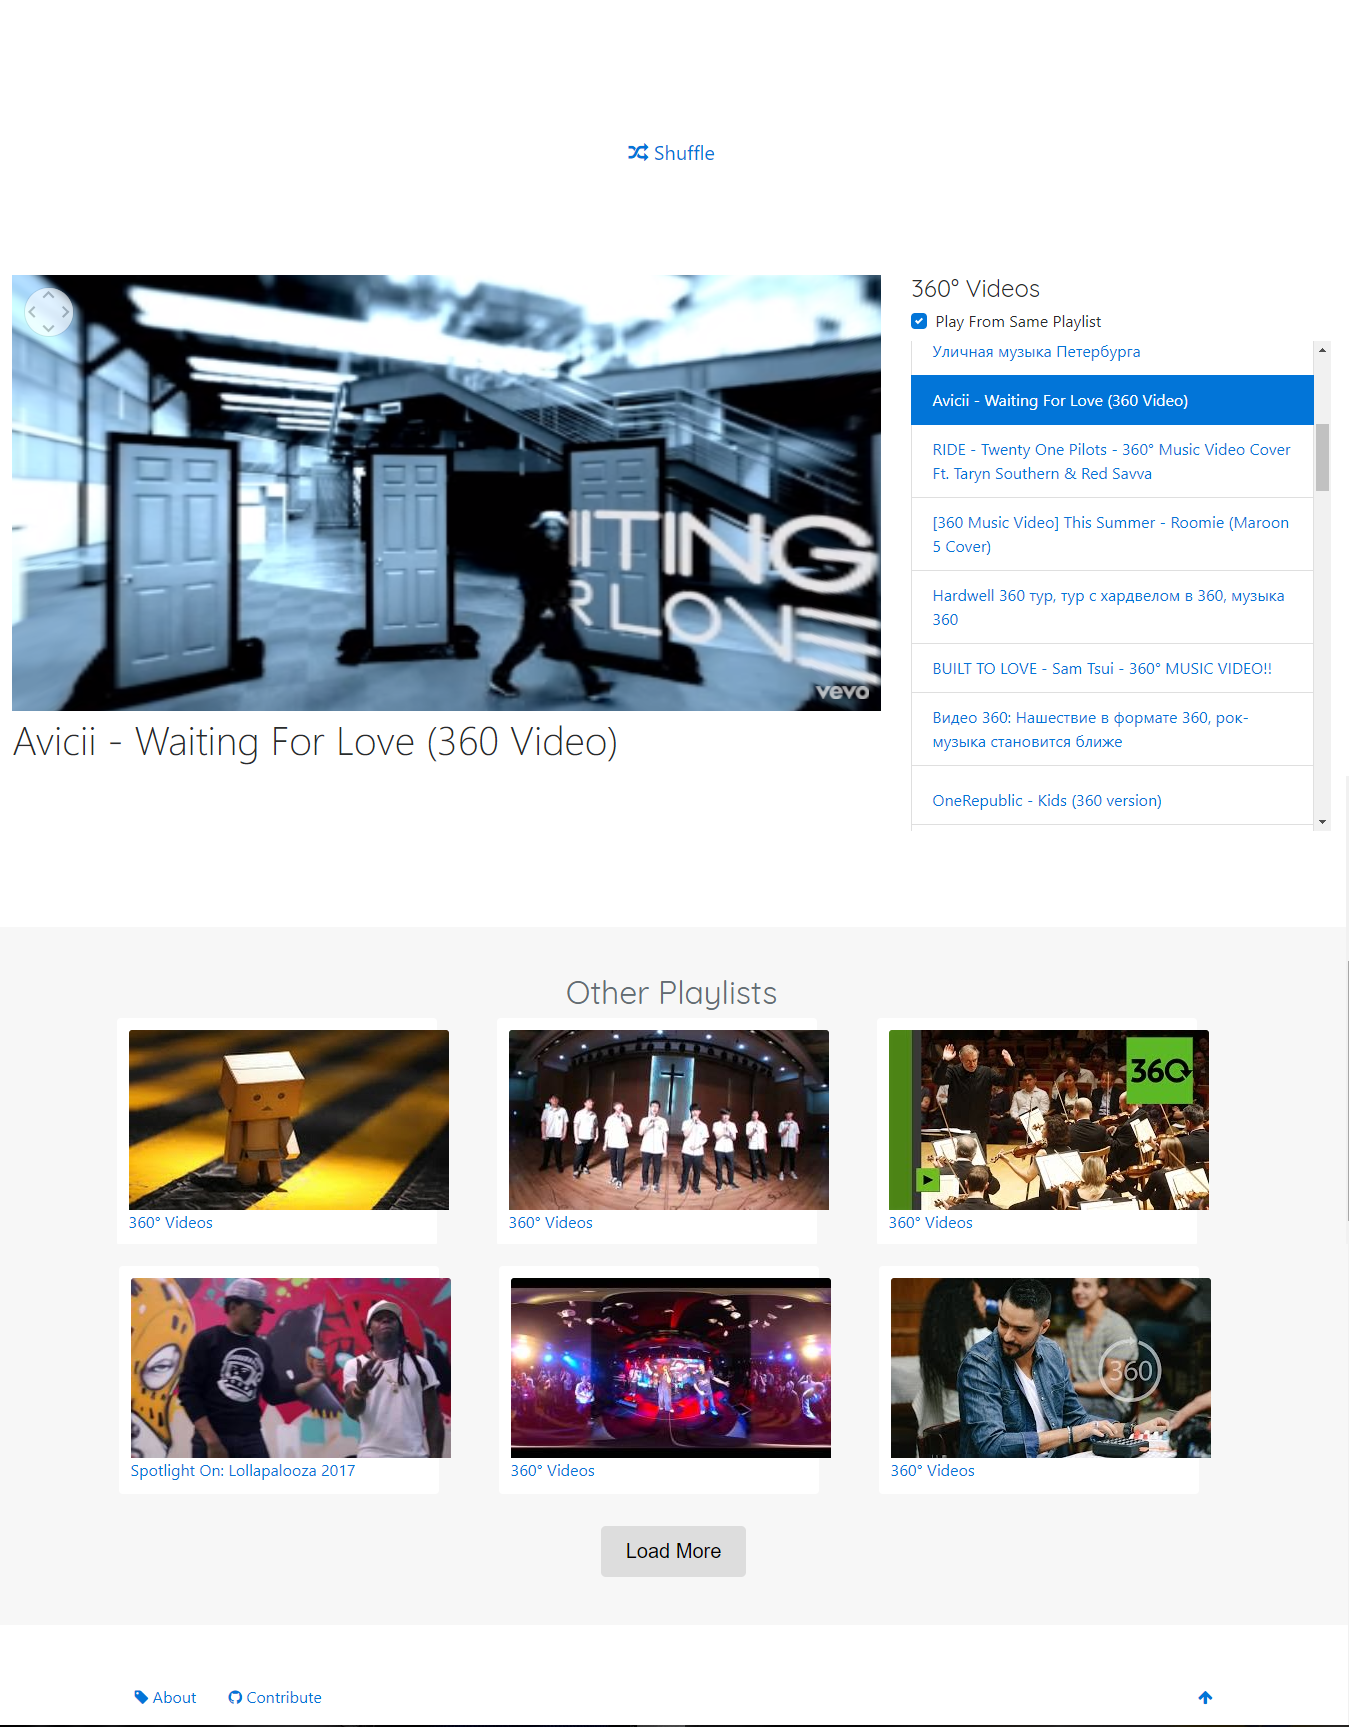 Shuffle
ITING
R LOVE
vevo
Avicii - Waiting For Love (360 Video)
360° Videos
Play From Same Playlist
Уличная музыка Петербурга
Avicii - Waiting For Love (360 Video)
RIDE - Twenty One Pilots - 360° Music Video Cover
Ft. Taryn Southern & Red Savva
[360 Music Video] This Summer - Roomie (Maroon
5 Cover)
Hardwell 360 тур, тур с хардвелом в 360, музыка
360
BUILT TO LOVE - Sam Tsui - 360° MUSIC VIDEO!!
Видео 360: Нашествие в формате 360, рок-
музыка становится ближе
OneRepublic - Kids (360 version)
Other Playlists
360
360° Videos
360° Videos
360° Videos
360
Spotlight On: Lollapalooza 2017
360° Videos
360° Videos
Load More
About
Contribute